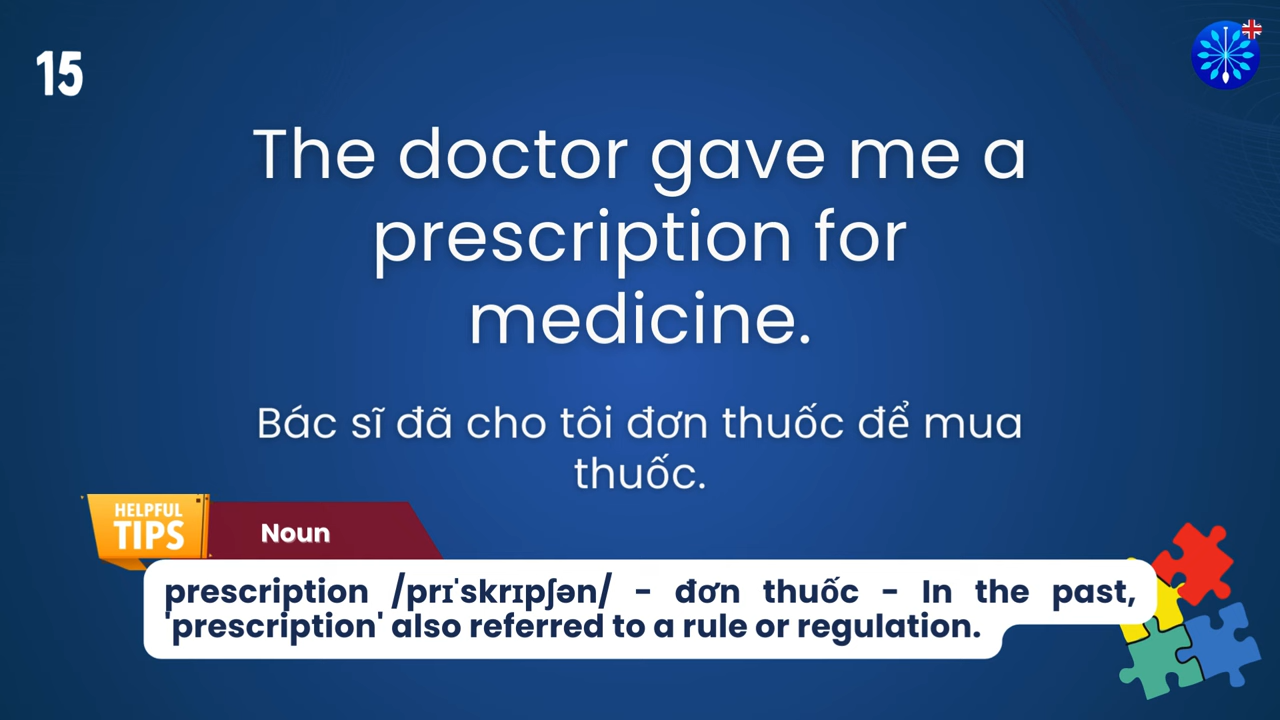 15
The doctor gave me a
prescription for
medicine.
Bác sĩ đã cho tôi đơn thuốc để mua
thuốc.
HELPFUL
TIPS
Noun
prescription /prɪˈskrɪpʃən/ - đơn thuốc - In the past,
'prescription' also referred to a rule or regulation.